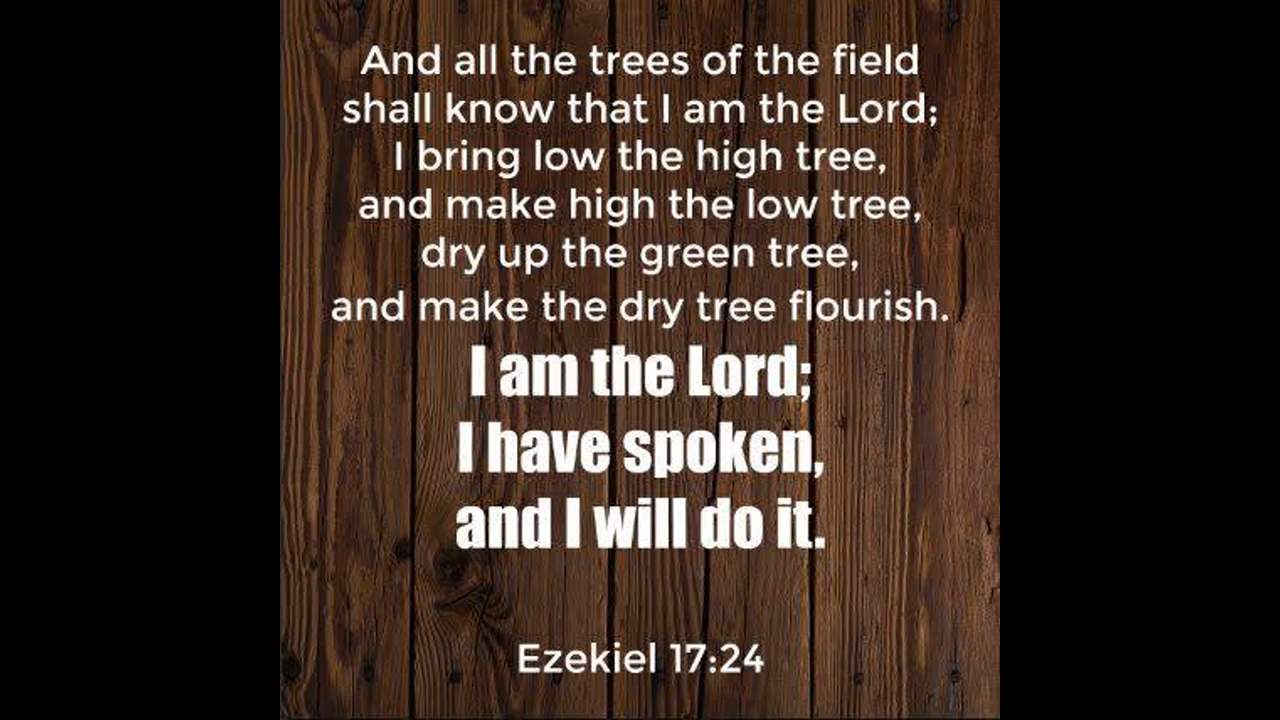 And all the trees of the field
shall know that I am the Lord;
I bring low the high tree,
and make high the low tree,
dry up the green tree,
and make the dry tree flourish.
I am the Lord;
I have spoken,
and I will do it.
Ezekiel 17:24